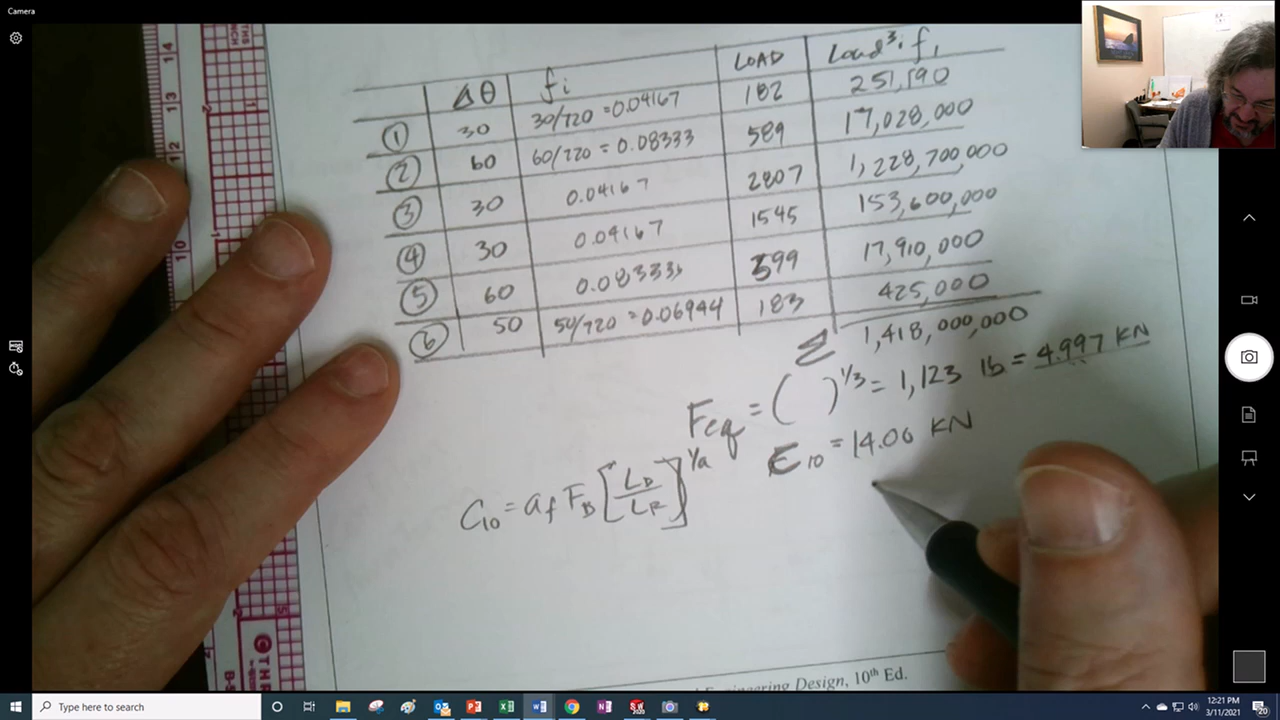 Camera
Δθ fi LOAD Load³·f₁
① 30 30/720 = 0.04167 182 251,590
② 60 60/720 = 0.08333 589 17,028,000
③ 30 0.04167 2807 1,228,700,000
④ 30 0.04167 1545 153,600,000
⑤ 60 0.08333 599 17,910,000
⑥ 50 50/720 = 0.06944 183 425,000
Σ 1,418,000,000
Feq = ( )^1/3 = 1,123 lb = 4.997 KN
C10 = 14.06 KN
C10 = af FB [LD/LR]^1/a
Engineering Design, 10th Ed.
Type here to search
12:21 PM
3/11/2021
20